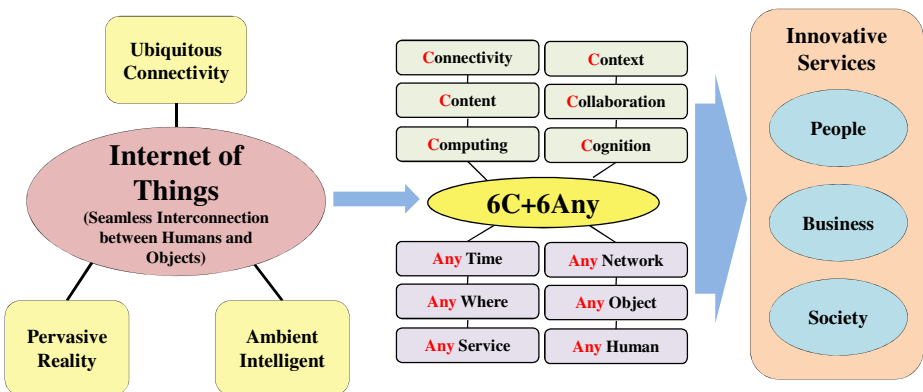 Ubiquitous
Connectivity
Internet of
Things
(Seamless Interconnection
between Humans and
Objects)
Pervasive
Reality
Ambient
Intelligent
Connectivity
Context
Content
Collaboration
Computing
Cognition
6C+6Any
Any Time
Any Network
Any Where
Any Object
Any Service
Any Human
Innovative
Services
People
Business
Society